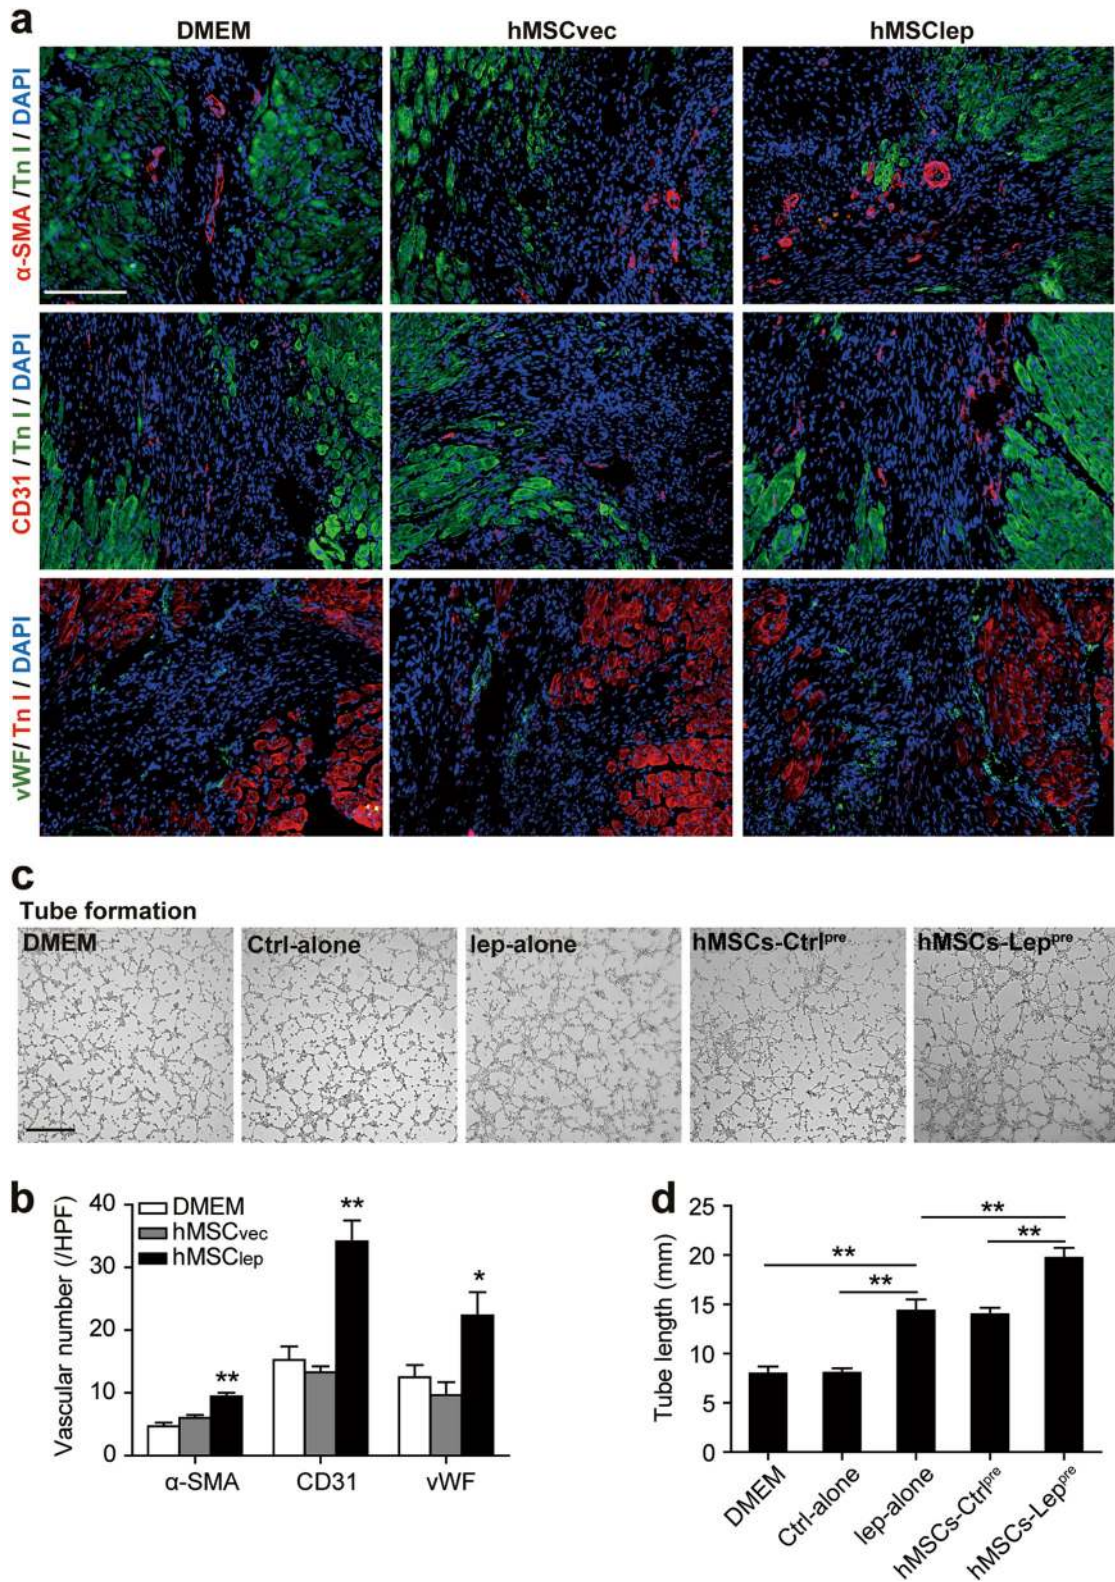 a
DMEM hMSCvec hMSClep
α-SMA /Tn I / DAPI
CD31 / Tn I / DAPI
vWF/ Tn I / DAPI
c
Tube formation
DMEM Ctrl-alone lep-alone hMSCs-Ctrlpre hMSCs-Leppre
b
Vascular number (/HPF)
40
30
20
10
0
DMEM
hMSCvec
hMSClep
**
**
*
α-SMA CD31 vWF
d
Tube length (mm)
25
20
15
10
5
0
**
**
**
**
DMEM
Ctrl-alone
lep-alone
hMSCs-Ctrlpre
hMSCs-Leppre